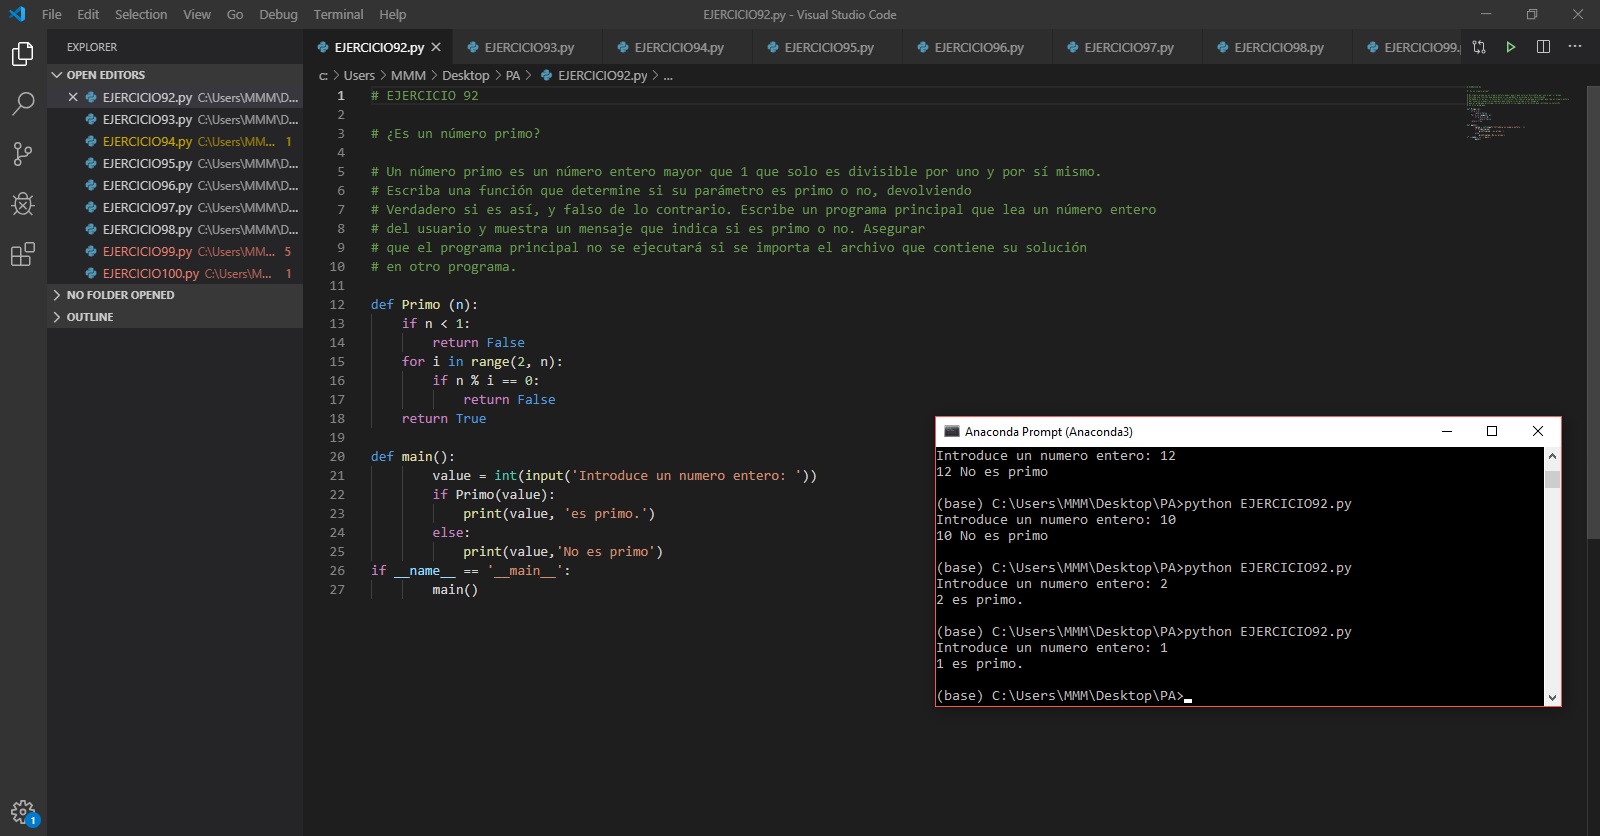 File Edit Selection View Go Debug Terminal Help
EJERCICIO92.py - Visual Studio Code
EXPLORER
OPEN EDITORS
EJERCICIO92.py C:\Users\MMM\D...
EJERCICIO93.py C:\Users\MMM\D...
EJERCICIO94.py C:\Users\MM... 1
EJERCICIO95.py C:\Users\MMM\D...
EJERCICIO96.py C:\Users\MMM\D...
EJERCICIO97.py C:\Users\MMM\D...
EJERCICIO98.py C:\Users\MMM\D...
EJERCICIO99.py C:\Users\MM... 5
EJERCICIO100.py C:\Users\M... 1
NO FOLDER OPENED
OUTLINE
1
EJERCICIO92.py EJERCICIO93.py EJERCICIO94.py EJERCICIO95.py EJERCICIO96.py EJERCICIO97.py EJERCICIO98.py EJERCICIO99.
c: > Users > MMM > Desktop > PA > EJERCICIO92.py > ...
1 # EJERCICIO 92
2
3 # ¿Es un número primo?
4
5 # Un número primo es un número entero mayor que 1 que solo es divisible por uno y por sí mismo.
6 # Escriba una función que determine si su parámetro es primo o no, devolviendo
7 # Verdadero si es así, y falso de lo contrario. Escribe un programa principal que lea un número entero
8 # del usuario y muestra un mensaje que indica si es primo o no. Asegurar
9 # que el programa principal no se ejecutará si se importa el archivo que contiene su solución
10 # en otro programa.
11
12 def Primo (n):
13 if n < 1:
14 return False
15 for i in range(2, n):
16 if n % i == 0:
17 return False
18 return True
19
20 def main():
21 value = int(input('Introduce un numero entero: '))
22 if Primo(value):
23 print(value, 'es primo.')
24 else:
25 print(value,'No es primo')
26 if __name__ == '__main__':
27 main()
Anaconda Prompt (Anaconda3)
Introduce un numero entero: 12
12 No es primo
(base) C:\Users\MMM\Desktop\PA>python EJERCICIO92.py
Introduce un numero entero: 10
10 No es primo
(base) C:\Users\MMM\Desktop\PA>python EJERCICIO92.py
Introduce un numero entero: 2
2 es primo.
(base) C:\Users\MMM\Desktop\PA>python EJERCICIO92.py
Introduce un numero entero: 1
1 es primo.
(base) C:\Users\MMM\Desktop\PA>